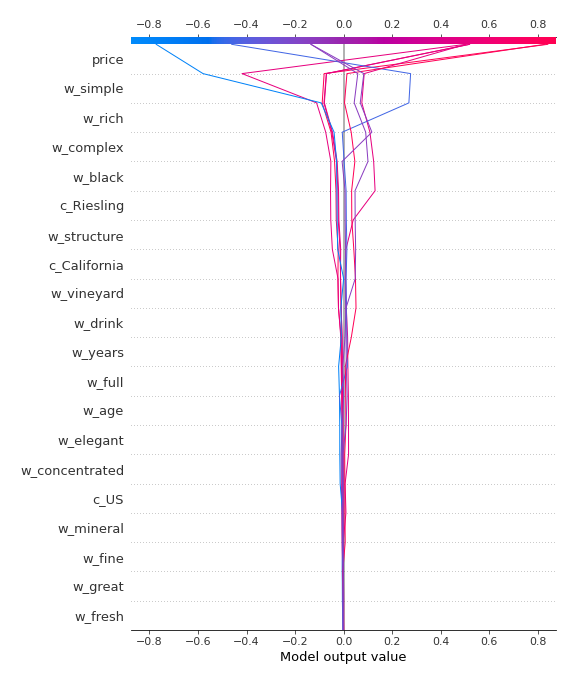 −0.8 −0.6 −0.4 −0.2 0.0 0.2 0.4 0.6 0.8
price
w_simple
w_rich
w_complex
w_black
c_Riesling
w_structure
c_California
w_vineyard
w_drink
w_years
w_full
w_age
w_elegant
w_concentrated
c_US
w_mineral
w_fine
w_great
w_fresh
−0.8 −0.6 −0.4 −0.2 0.0 0.2 0.4 0.6 0.8
Model output value